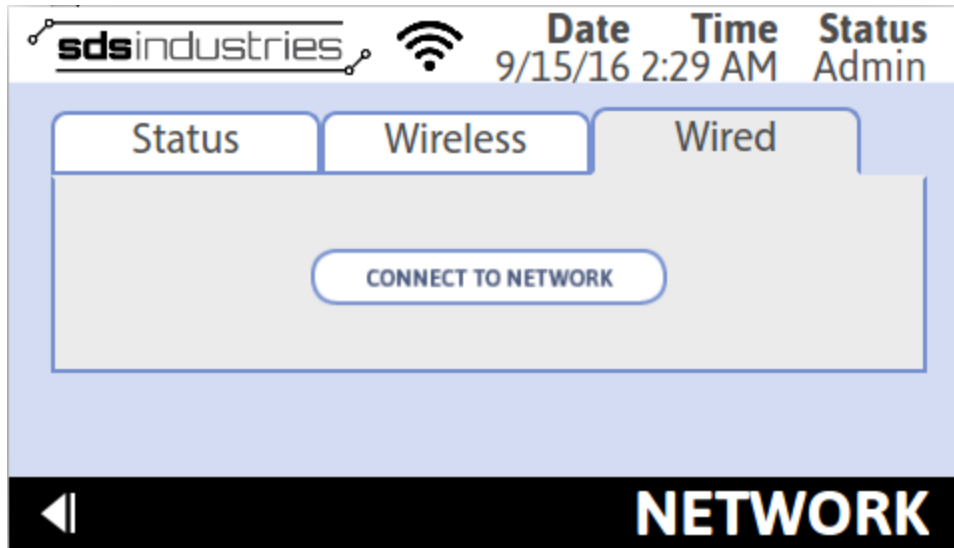 sdsindustries
Date Time Status
9/15/16 2:29 AM Admin
Status Wireless Wired
CONNECT TO NETWORK
NETWORK